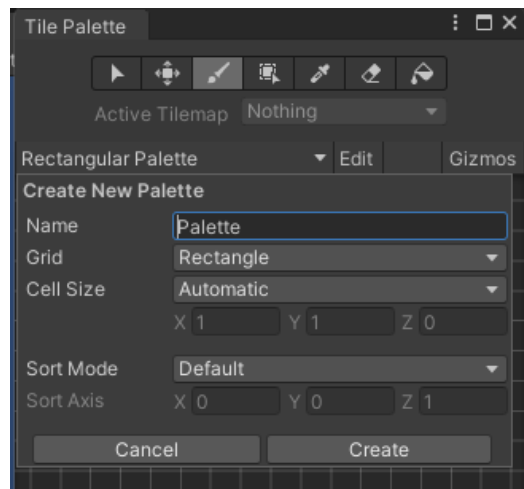 Tile Palette
Active Tilemap Nothing
Rectangular Palette Edit Gizmos
Create New Palette
Name Palette
Grid Rectangle
Cell Size Automatic
X 1 Y 1 Z 0
Sort Mode Default
Sort Axis X 0 Y 0 Z 1
Cancel Create